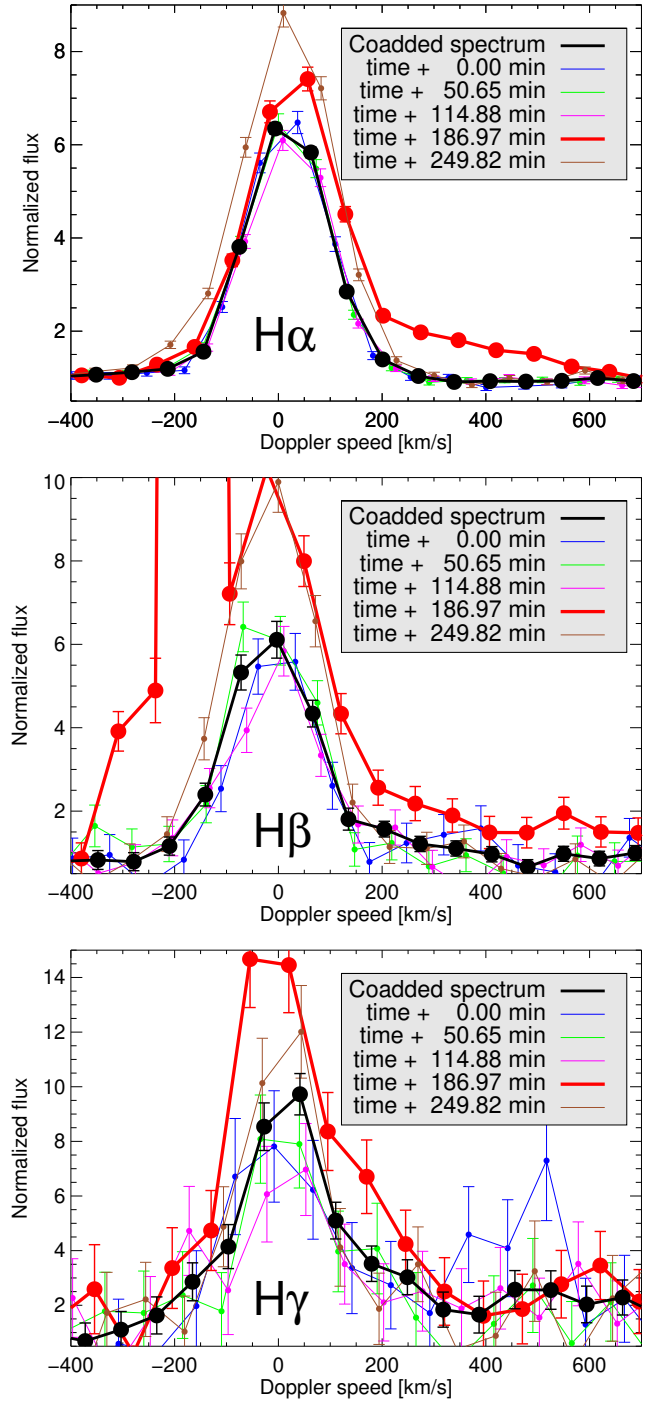 8
6
4
2
Normalized flux
Coadded spectrum
time + 0.00 min
time + 50.65 min
time + 114.88 min
time + 186.97 min
time + 249.82 min
Hα
−400 −200 0 200 400 600
Doppler speed [km/s]
10
8
6
4
2
Normalized flux
Coadded spectrum
time + 0.00 min
time + 50.65 min
time + 114.88 min
time + 186.97 min
time + 249.82 min
Hβ
−400 −200 0 200 400 600
Doppler speed [km/s]
14
12
10
8
6
4
2
Normalized flux
Coadded spectrum
time + 0.00 min
time + 50.65 min
time + 114.88 min
time + 186.97 min
time + 249.82 min
Hγ
−400 −200 0 200 400 600
Doppler speed [km/s]